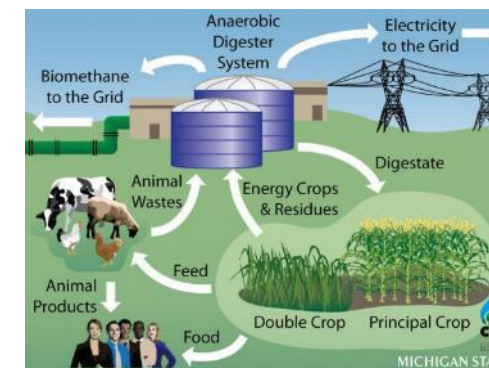 Anaerobic
Digester
System
Electricity
to the Grid
Biomethane
to the Grid
Animal
Wastes
Energy Crops
& Residues
Digestate
Feed
Animal
Products
Food
Double Crop
Principal Crop
MICHIGAN